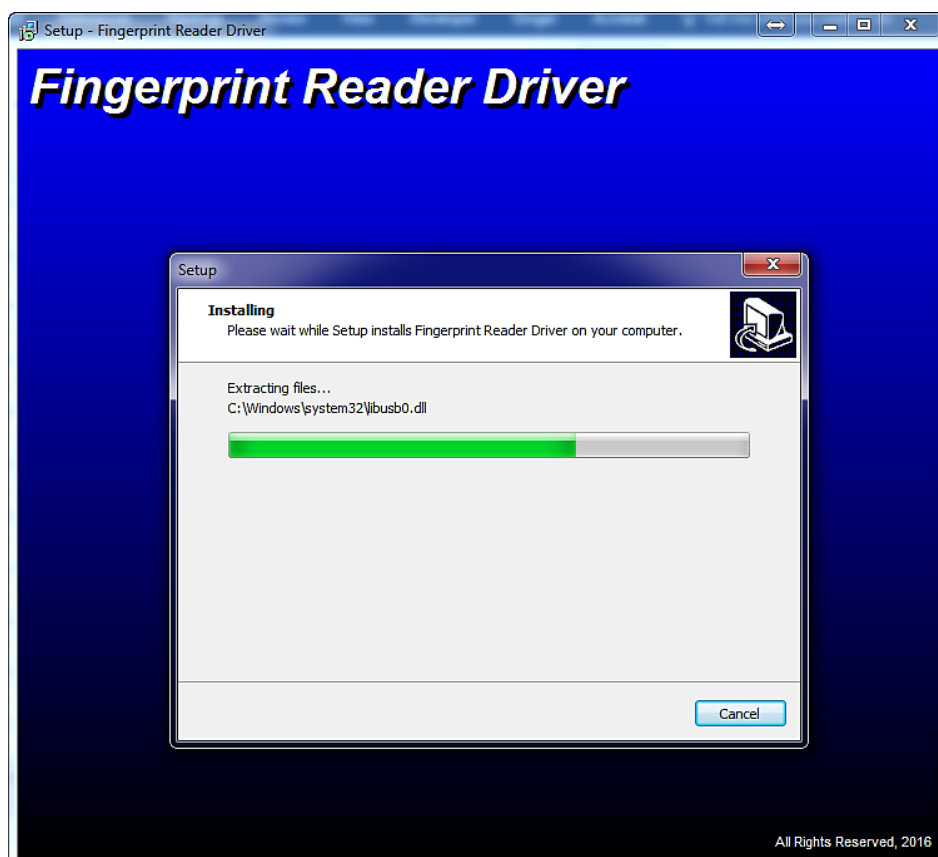 Setup - Fingerprint Reader Driver
Fingerprint Reader Driver
Setup
Installing
Please wait while Setup installs Fingerprint Reader Driver on your computer.
Extracting files...
C:\Windows\system32\libusb0.dll
Cancel
All Rights Reserved, 2016